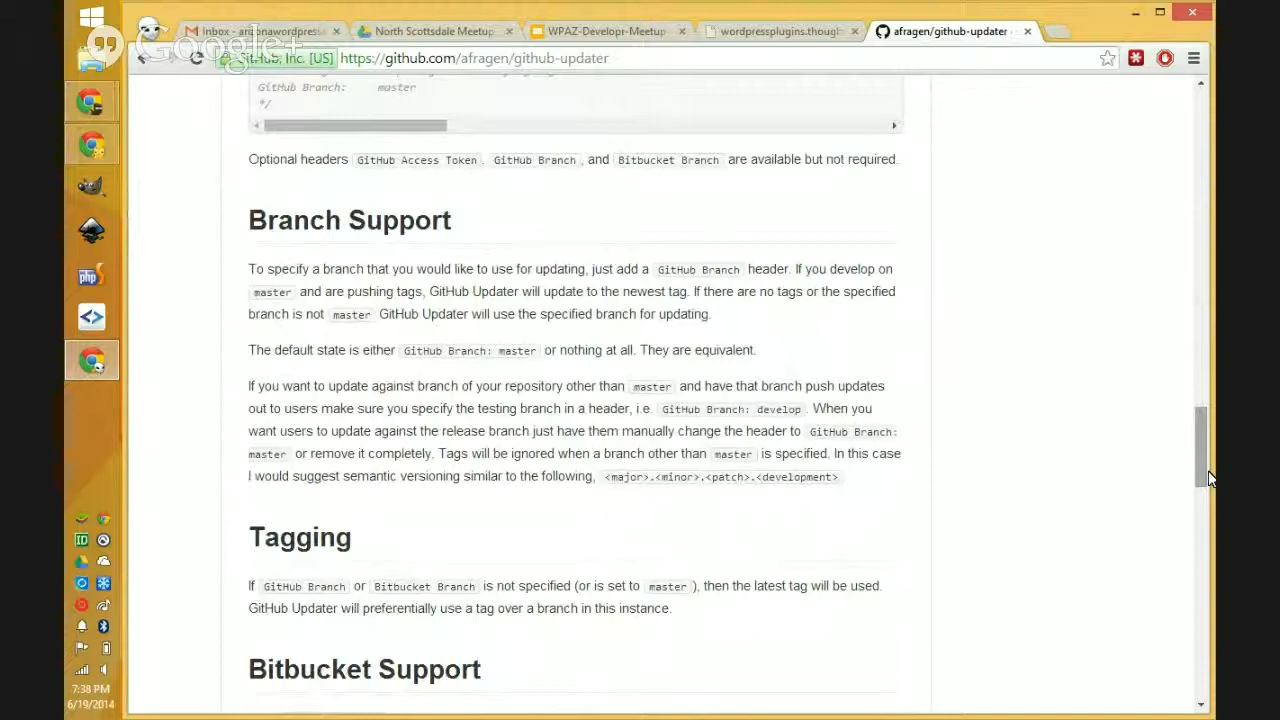 Inbox - arizonawordpress
North Scottsdale Meetup
WPAZ-Developr-Meetup
wordpressplugins.though
afragen/github-updater
Google+
GitHub, Inc. [US]
https://github.com/afragen/github-updater
GitHub Branch: master
*/
Optional headers GitHub Access Token, GitHub Branch, and Bitbucket Branch are available but not required.
Branch Support
To specify a branch that you would like to use for updating, just add a GitHub Branch header. If you develop on
master and are pushing tags, GitHub Updater will update to the newest tag. If there are no tags or the specified
branch is not master GitHub Updater will use the specified branch for updating.
The default state is either GitHub Branch: master or nothing at all. They are equivalent.
If you want to update against branch of your repository other than master and have that branch push updates
out to users make sure you specify the testing branch in a header, i.e. GitHub Branch: develop. When you
want users to update against the release branch just have them manually change the header to GitHub Branch:
master or remove it completely. Tags will be ignored when a branch other than master is specified. In this case
I would suggest semantic versioning similar to the following, <major>.<minor>.<patch>.<development>
Tagging
If GitHub Branch or Bitbucket Branch is not specified (or is set to master), then the latest tag will be used.
GitHub Updater will preferentially use a tag over a branch in this instance.
Bitbucket Support
php
ID
7:38 PM
6/19/2014